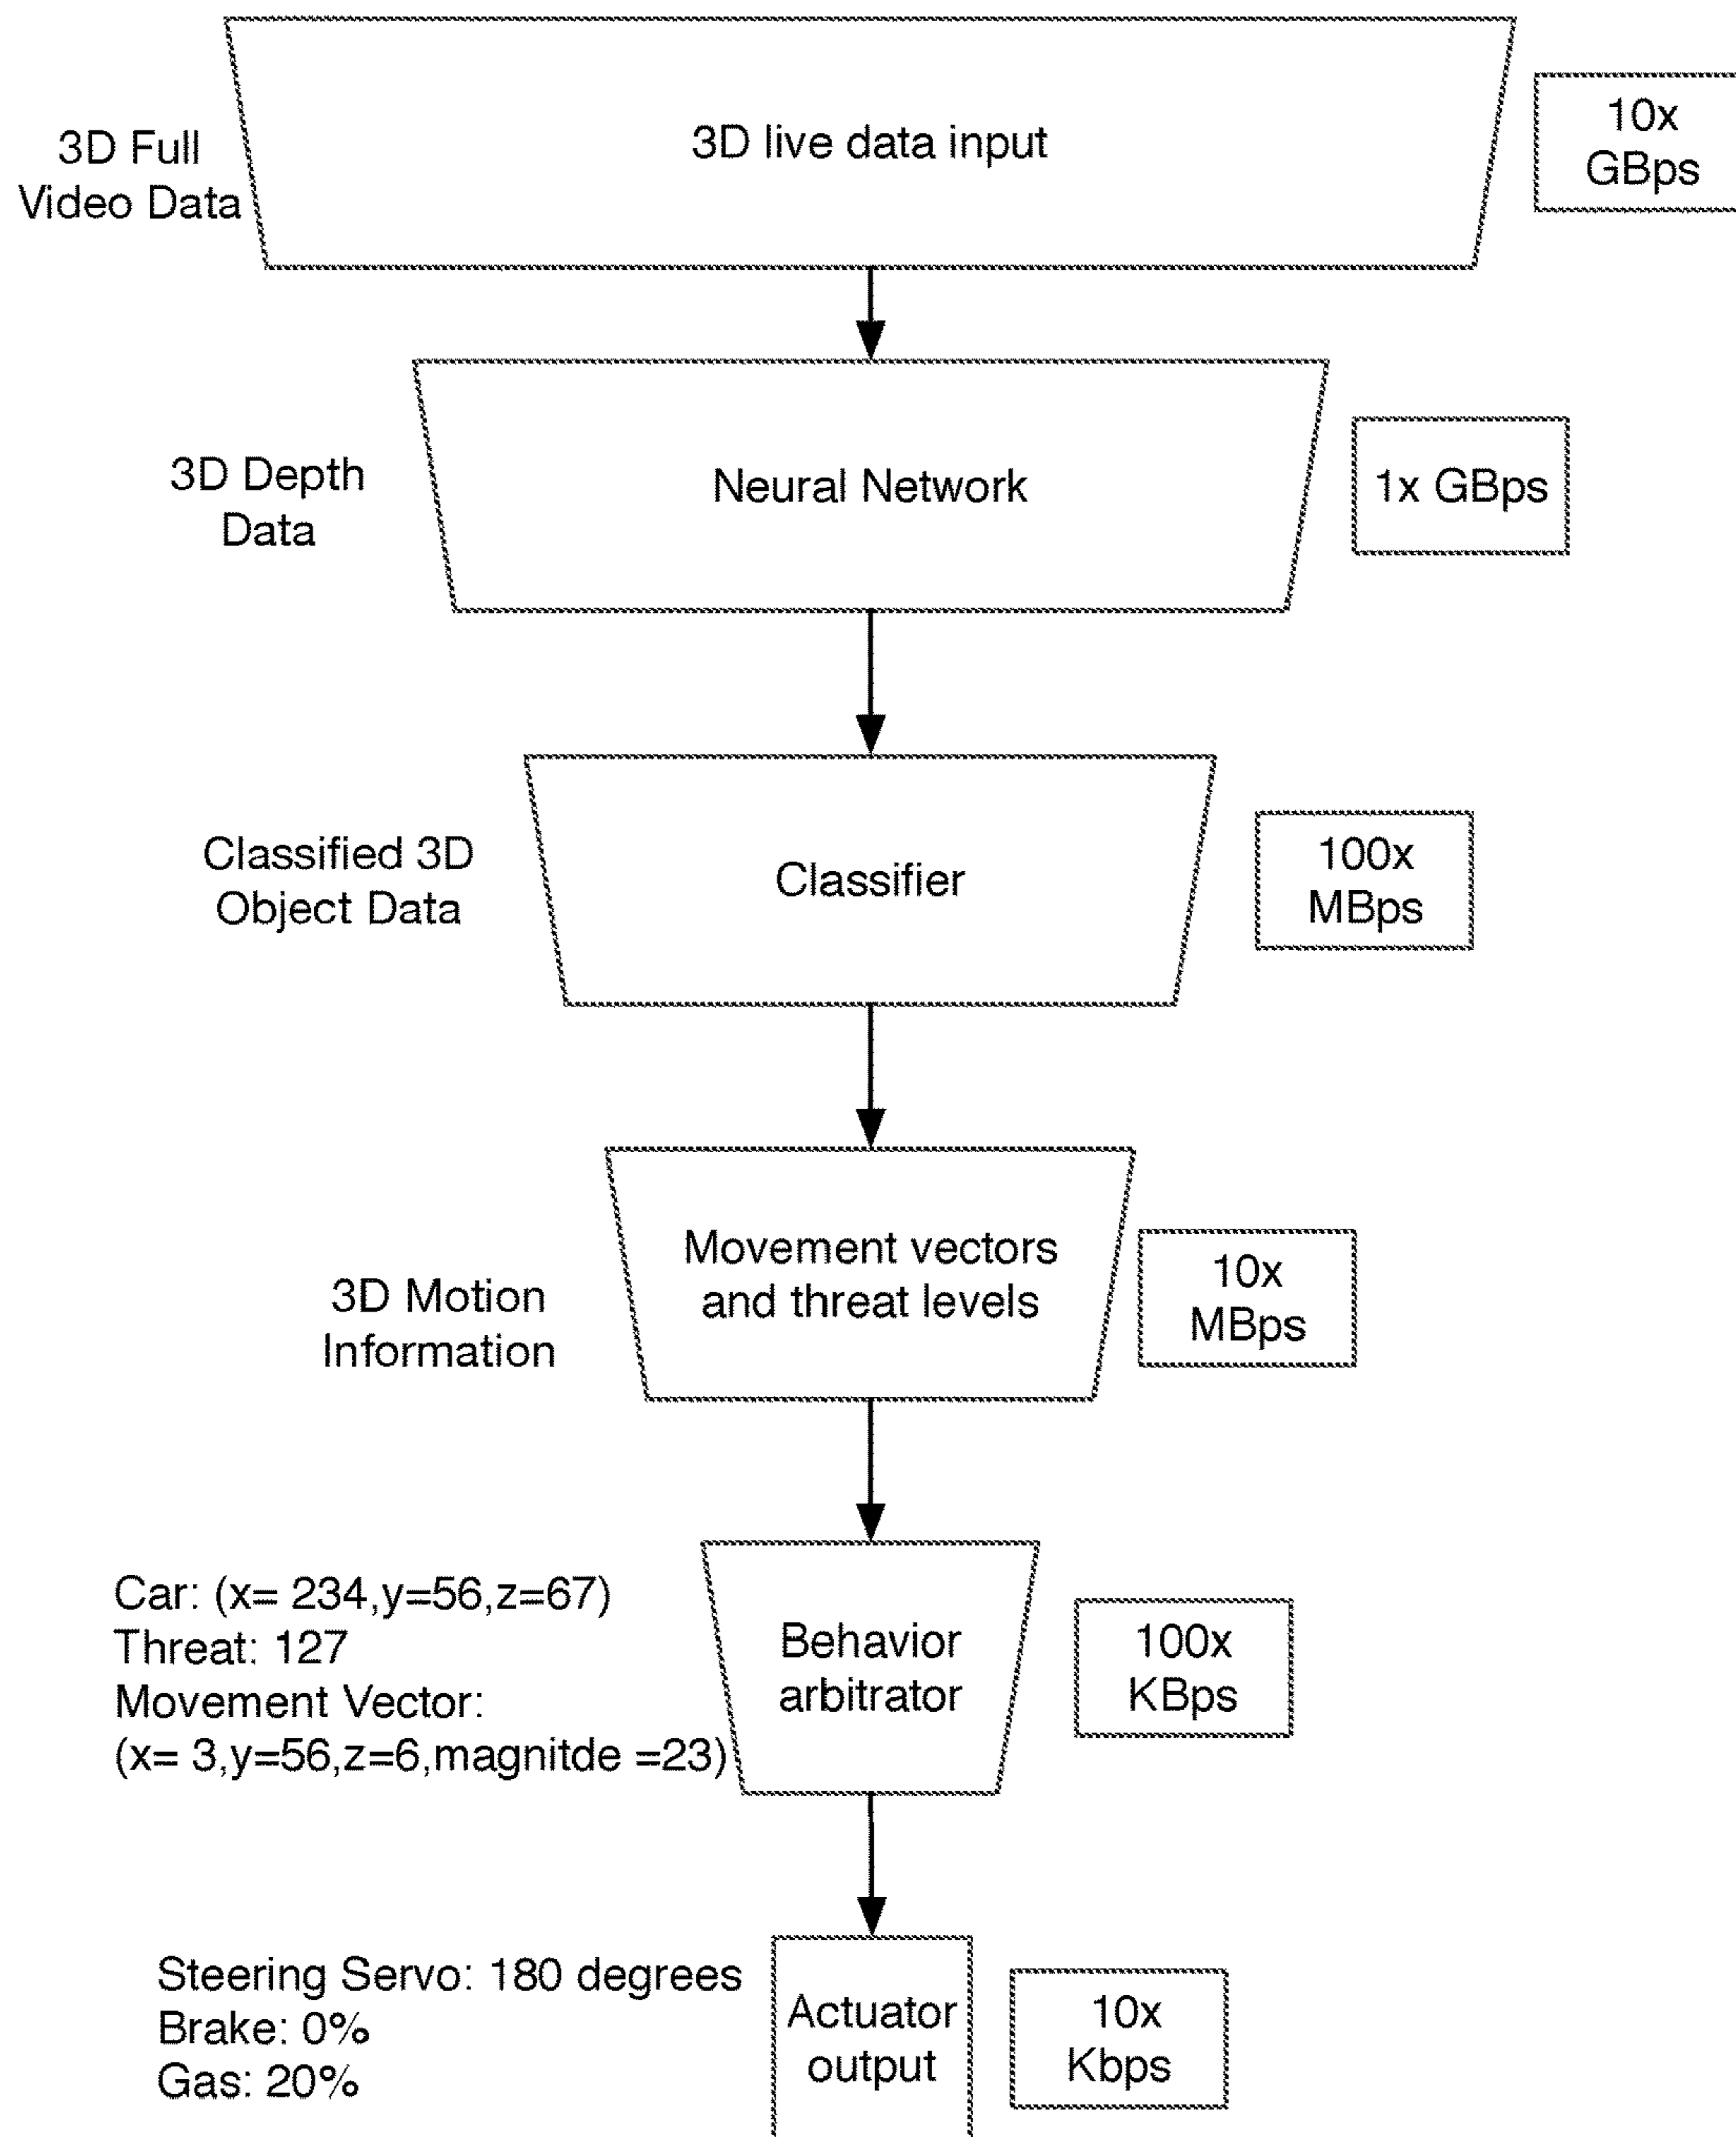 3D Full
Video Data
3D live data input
10x
GBps
3D Depth
Data
Neural Network
1x GBps
Classified 3D
Object Data
Classifier
100x
MBps
3D Motion
Information
Movement vectors
and threat levels
10x
MBps
Car: (x= 234,y=56,z=67)
Threat: 127
Movement Vector:
(x= 3,y=56,z=6,magnitde =23)
Behavior
arbitrator
100x
KBps
Steering Servo: 180 degrees
Brake: 0%
Gas: 20%
Actuator
output
10x
Kbps